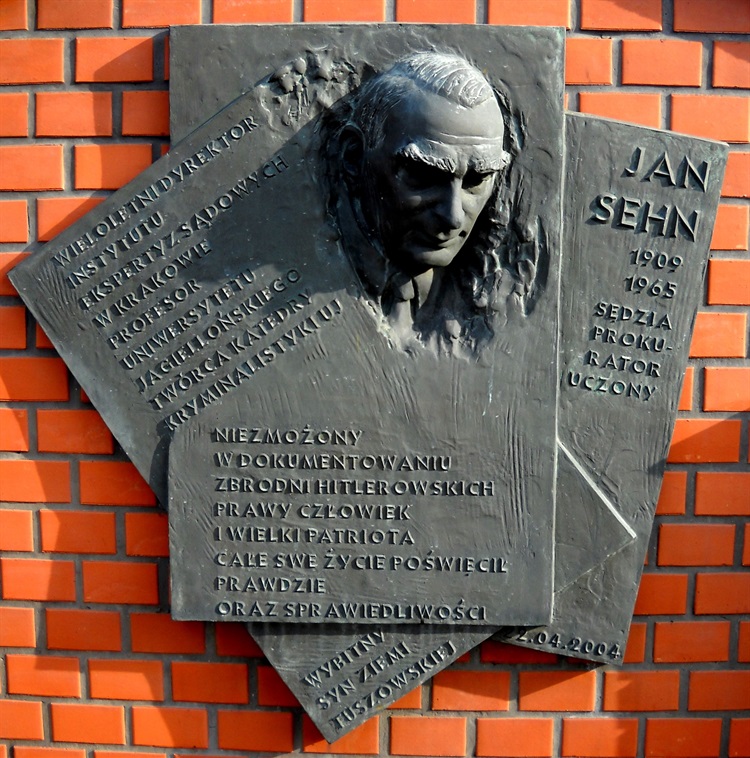 JAN
SEHN
1909
1965
SĘDZIA
PROKU-
RATOR
UCZONY
WIELOLETNI DYREKTOR
INSTYTUTU
EKSPERTYZ SĄDOWYCH
W KRAKOWIE
PROFESOR
UNIWERSYTETU
JAGIELLOŃSKIEGO
TWÓRCA KATEDRY
KRYMINALISTYKI UJ
NIEZMOŻONY
W DOKUMENTOWANIU
ZBRODNI HITLEROWSKICH
PRAWY CZŁOWIEK
I WIELKI PATRIOTA
CAŁE SWE ŻYCIE POŚWIĘCIŁ
PRAWDZIE
ORAZ SPRAWIEDLIWOŚCI
WYBITNY
SYN ZIEMI
TUSZOWSKIEJ